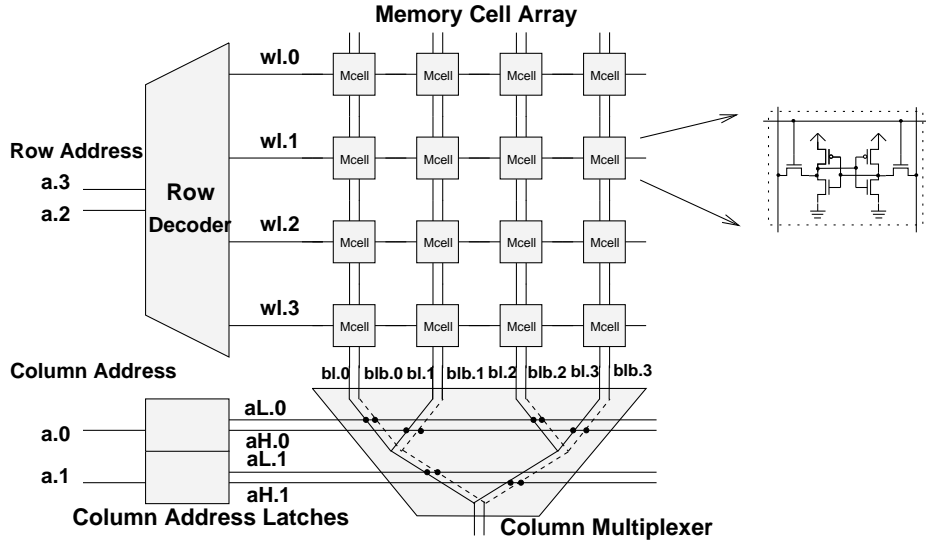 Memory Cell Array
wl.0
Mcell Mcell Mcell Mcell
Row Address
a.3
a.2
Row
Decoder
wl.1
Mcell Mcell Mcell Mcell
wl.2
Mcell Mcell Mcell Mcell
wl.3
Mcell Mcell Mcell Mcell
Column Address
bl.0 blb.0 bl.1 blb.1 bl.2 blb.2 bl.3 blb.3
aL.0
a.0
aH.0
aL.1
a.1
aH.1
Column Address Latches
Column Multiplexer